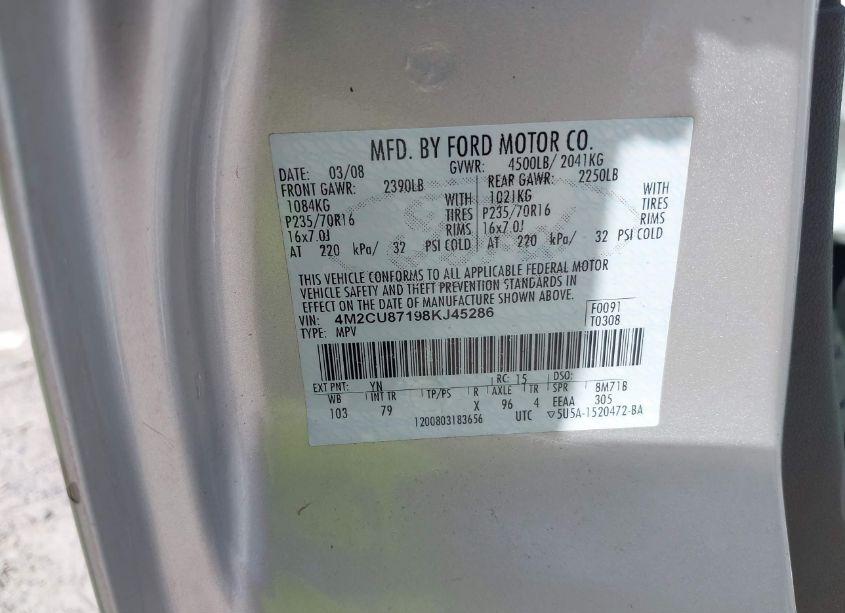 MFD. BY FORD MOTOR CO.
DATE: 03/08 GVWR: 4500LB/ 2041KG
FRONT GAWR: 2390LB REAR GAWR: 2250LB
1084KG WITH 1021KG WITH
P235/70R16 TIRES P235/70R16 TIRES
16x7.0J RIMS 16x7.0J RIMS
AT 220 kPa/ 32 PSI COLD AT 220 kPa/ 32 PSI COLD
THIS VEHICLE CONFORMS TO ALL APPLICABLE FEDERAL MOTOR
VEHICLE SAFETY AND THEFT PREVENTION STANDARDS IN
EFFECT ON THE DATE OF MANUFACTURE SHOWN ABOVE.
VIN: 4M2CU87198KJ45286 F0091
TYPE: MPV T0308
EXT PNT: YN RC: 15 DSO:
WB INT TR TP/PS R AXLE TR SPR 8M71B
103 79 X 96 4 EEAA 305
1200803183656 UTC ▽5U5A-1520472-BA